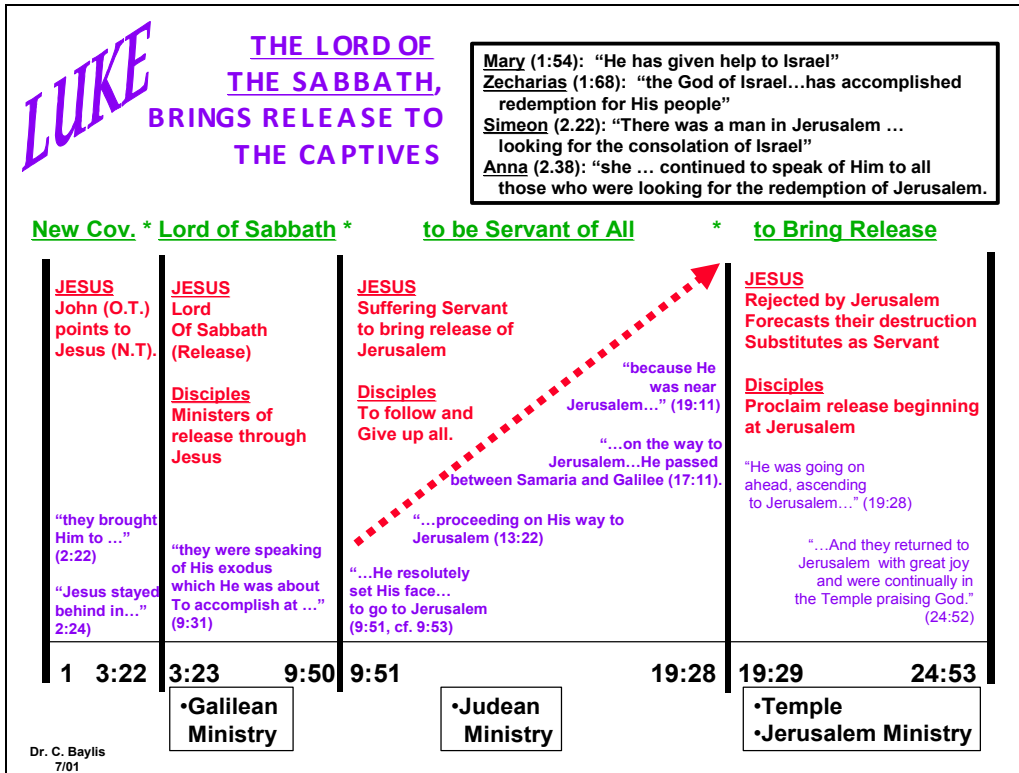 LUKE
THE LORD OF
THE SABBATH,
BRINGS RELEASE TO
THE CAPTIVES
Mary (1:54): “He has given help to Israel”
Zecharias (1:68): “the God of Israel…has accomplished
redemption for His people”
Simeon (2.22): “There was a man in Jerusalem …
looking for the consolation of Israel”
Anna (2.38): “she … continued to speak of Him to all
those who were looking for the redemption of Jerusalem.
New Cov. * Lord of Sabbath * to be Servant of All * to Bring Release
JESUS
John (O.T.)
points to
Jesus (N.T).
“they brought
Him to …”
(2:22)
“Jesus stayed
behind in…”
2:24)
JESUS
Lord
Of Sabbath
(Release)
Disciples
Ministers of
release through
Jesus
“they were speaking
of His exodus
which He was about
To accomplish at …”
(9:31)
JESUS
Suffering Servant
to bring release of
Jerusalem
Disciples
To follow and
Give up all.
“because He
was near
Jerusalem…” (19:11)
“…on the way to
Jerusalem…He passed
between Samaria and Galilee (17:11).
“…proceeding on His way to
Jerusalem (13:22)
“…He resolutely
set His face…
to go to Jerusalem
(9:51, cf. 9:53)
JESUS
Rejected by Jerusalem
Forecasts their destruction
Substitutes as Servant
Disciples
Proclaim release beginning
at Jerusalem
“He was going on
ahead, ascending
to Jerusalem…” (19:28)
“…And they returned to
Jerusalem with great joy
and were continually in
the Temple praising God.”
(24:52)
1 3:22 3:23 9:50 9:51 19:28 19:29 24:53
•Galilean
Ministry
•Judean
Ministry
•Temple
•Jerusalem Ministry
Dr. C. Baylis
7/01